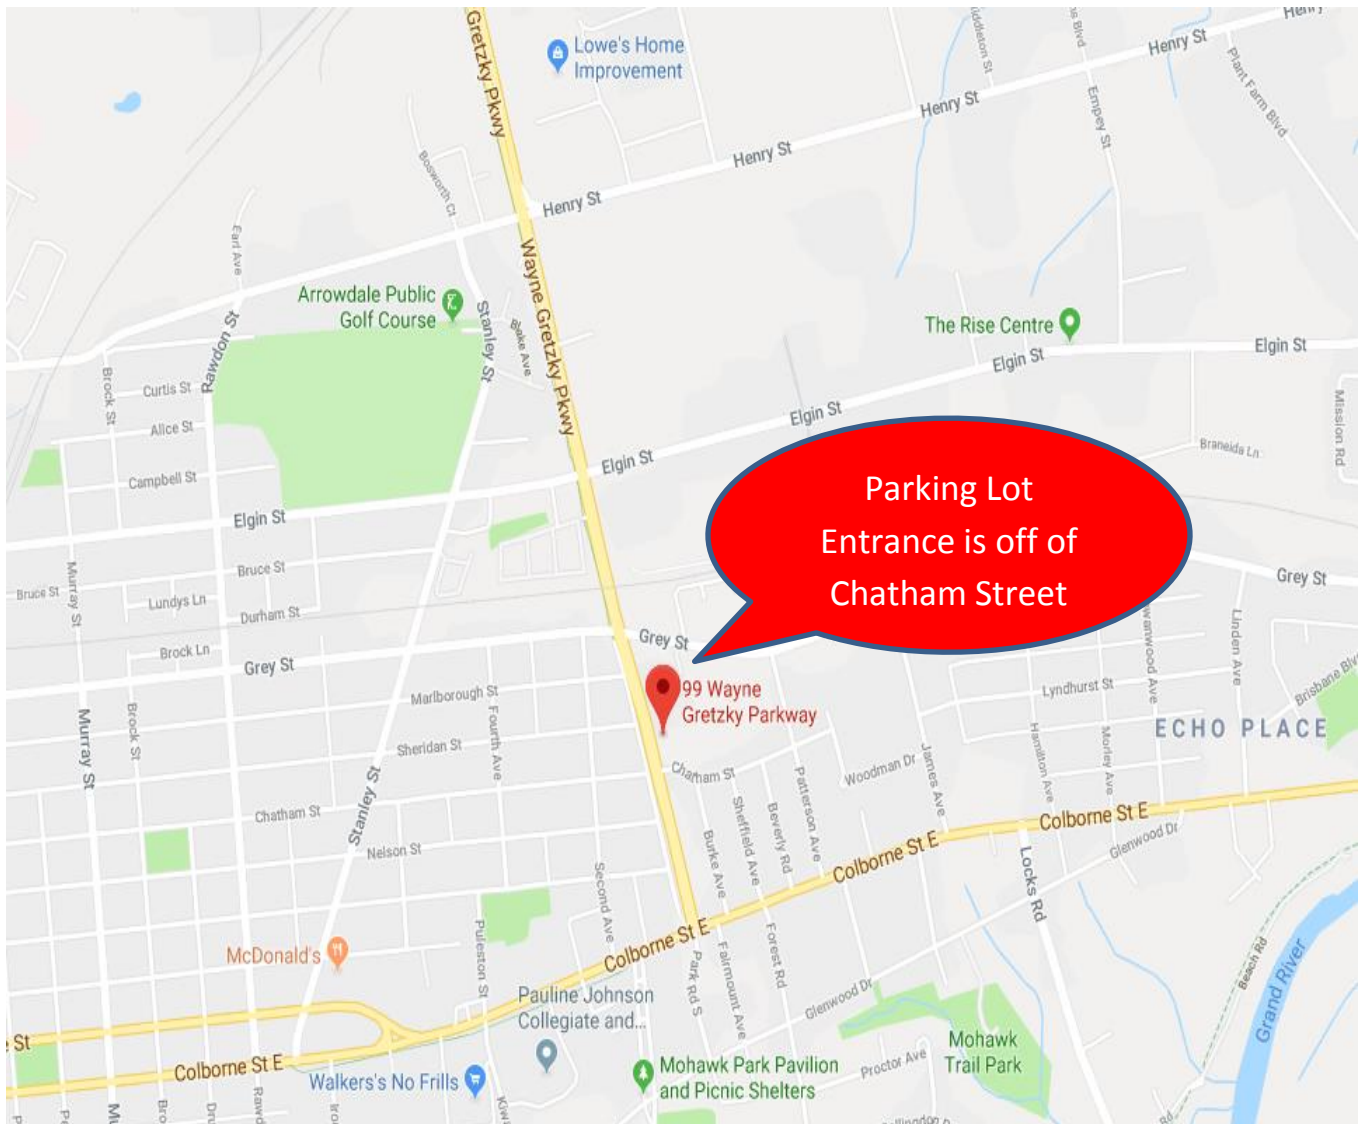 Gretzky Pkwy
Lowe's Home
Improvement
Henry St
Henry St
Henry St
Henry St
Empey St
Plant Farm Blvd
Bosworth Ct
Earl Ave
Wayne Gretzky Pkwy
Arrowdale Public
Golf Course
Stanley St
Blake Ave
The Rise Centre
Elgin St
Elgin St
Elgin St
Elgin St
Elgin St
Rawdon St
Brock St
Curtis St
Alice St
Campbell St
Mission Rd
Braneida Ln
Parking Lot
Entrance is off of
Chatham Street
Bruce St
Bruce St
Murray St
Lundys Ln
Durham St
Brock Ln
Grey St
Grey St
Grey St
Linden Ave
Brisbane Blv
Lyndhurst St
ECHO PLACE
99 Wayne
Gretzky Parkway
Marlborough St
Fourth Ave
Sheridan St
Murray St
Brock St
Chatham St
Stanley St
Nelson St
Chatham St
Woodman Dr
James Ave
Hamilton Ave
Morley Ave
Patterson Ave
Beverly Rd
Sheffield Ave
Burke Ave
Colborne St E
Colborne St E
Colborne St E
Colborne St E
Glenwood Dr
Glenwood Dr
Locks Rd
Second Ave
Puleston St
McDonald's
Pauline Johnson
Collegiate and...
Park Rd S
Fairmount Ave
Forest Rd
Beach Rd
Grand River
Mohawk
Trail Park
Proctor Ave
Mohawk Park Pavilion
and Picnic Shelters
Walkers's No Frills
St